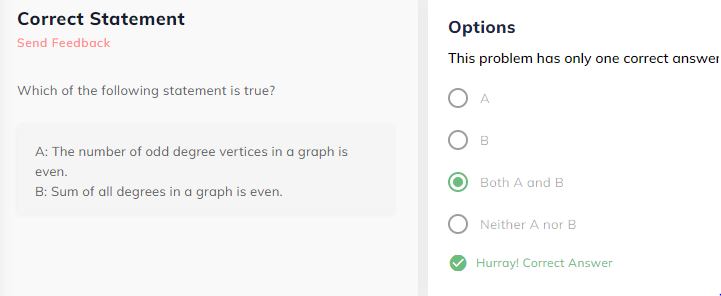 Correct Statement
Send Feedback
Which of the following statement is true?
A: The number of odd degree vertices in a graph is
even.
B: Sum of all degrees in a graph is even.
Options
This problem has only one correct answer
A
B
Both A and B
Neither A nor B
Hurray! Correct Answer